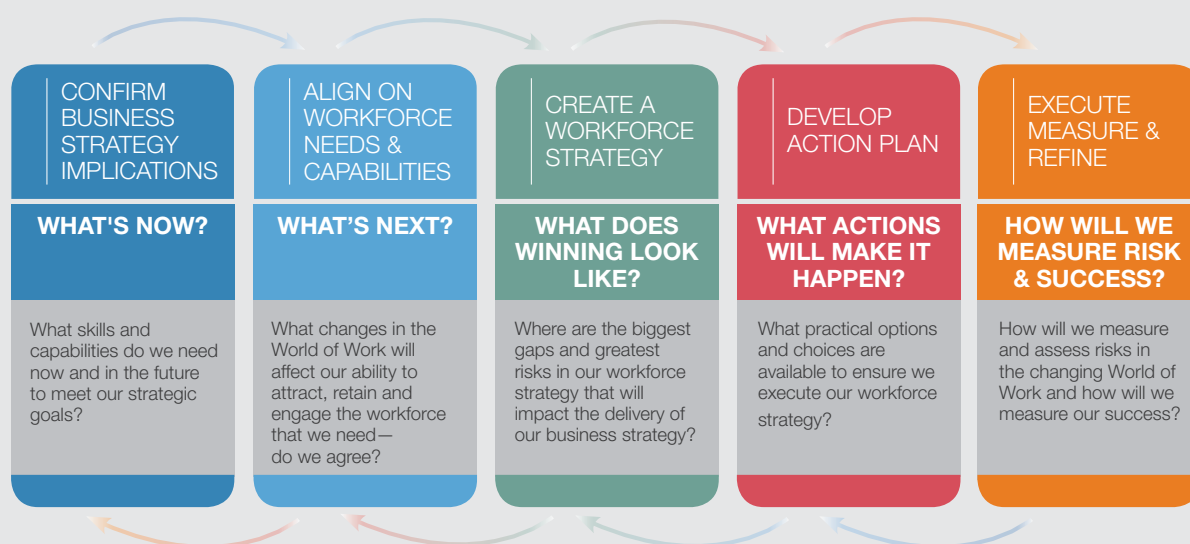 CONFIRM
BUSINESS
STRATEGY
IMPLICATIONS
WHAT'S NOW?
What skills and
capabilities do we need
now and in the future
to meet our strategic
goals?
ALIGN ON
WORKFORCE
NEEDS &
CAPABILITIES
WHAT’S NEXT?
What changes in the
World of Work will
affect our ability to
attract, retain and
engage the workforce
that we need—
do we agree?
CREATE A
WORKFORCE
STRATEGY
WHAT DOES
WINNING LOOK
LIKE?
Where are the biggest
gaps and greatest
risks in our workforce
strategy that will
impact the delivery of
our business strategy?
DEVELOP
ACTION PLAN
WHAT ACTIONS
WILL MAKE IT
HAPPEN?
What practical options
and choices are
available to ensure we
execute our workforce
strategy?
EXECUTE
MEASURE &
REFINE
HOW WILL WE
MEASURE RISK
& SUCCESS?
How will we measure
and assess risks in
the changing World of
Work and how will we
measure our success?